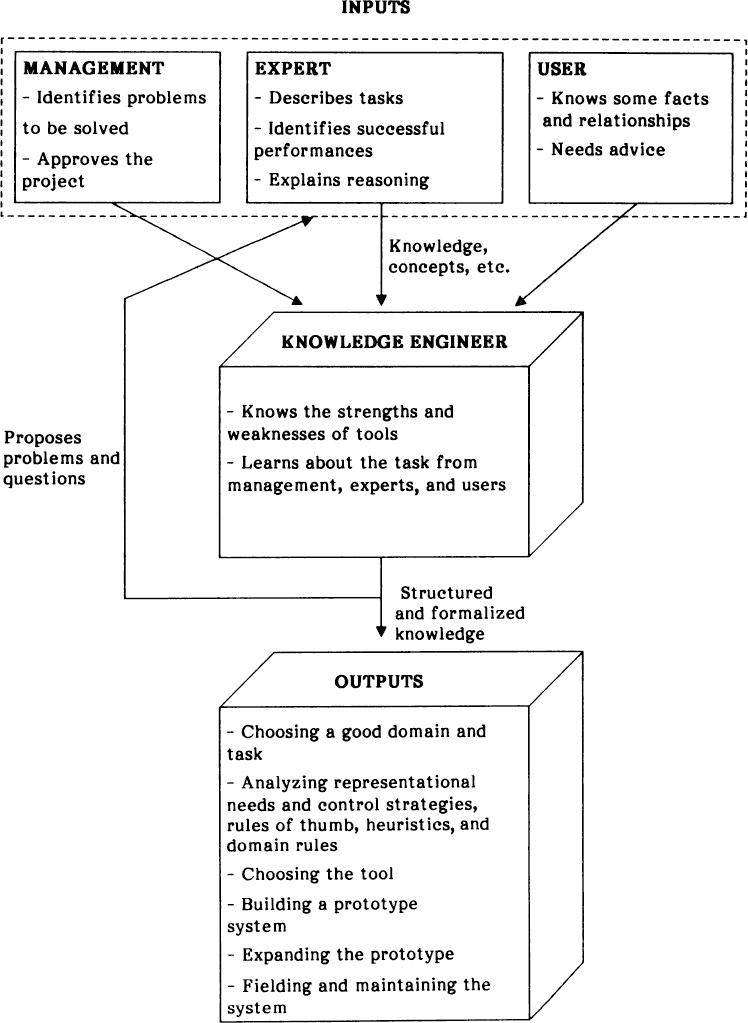 INPUTS
MANAGEMENT
- Identifies problems
to be solved
- Approves the
project
EXPERT
- Describes tasks
- Identifies successful
performances
- Explains reasoning
USER
- Knows some facts
and relationships
- Needs advice
Knowledge,
concepts, etc.
KNOWLEDGE ENGINEER
- Knows the strengths and
weaknesses of tools
- Learns about the task from
management, experts, and users
Proposes
problems and
questions
Structured
and formalized
knowledge
OUTPUTS
- Choosing a good domain and
task
- Analyzing representational
needs and control strategies,
rules of thumb, heuristics, and
domain rules
- Choosing the tool
- Building a prototype
system
- Expanding the prototype
- Fielding and maintaining the
system